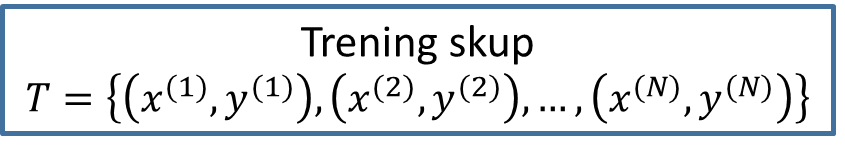 Trening skup
T = {(x^(1), y^(1)), (x^(2), y^(2)), … , (x^(N), y^(N))}